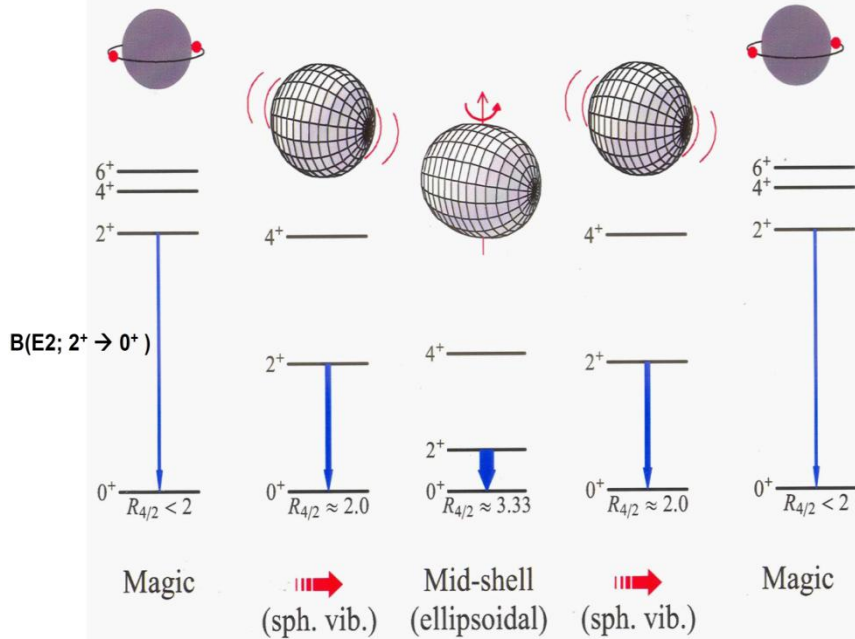 6⁺
4⁺
2⁺
0⁺
R₄/₂ < 2
Magic
B(E2; 2⁺ → 0⁺ )
4⁺
2⁺
0⁺
R₄/₂ ≈ 2.0
(sph. vib.)
4⁺
2⁺
0⁺
R₄/₂ ≈ 3.33
Mid-shell
(ellipsoidal)
4⁺
2⁺
0⁺
R₄/₂ ≈ 2.0
(sph. vib.)
6⁺
4⁺
2⁺
0⁺
R₄/₂ < 2
Magic